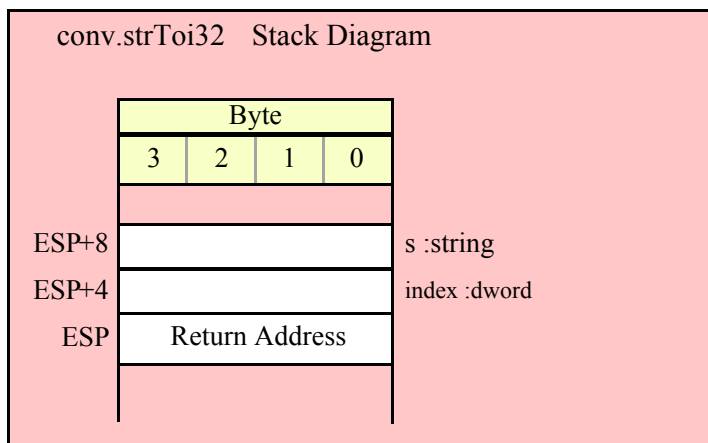 conv.strToi32 Stack Diagram
Byte
3 2 1 0
ESP+8 s :string
ESP+4 index :dword
ESP Return Address